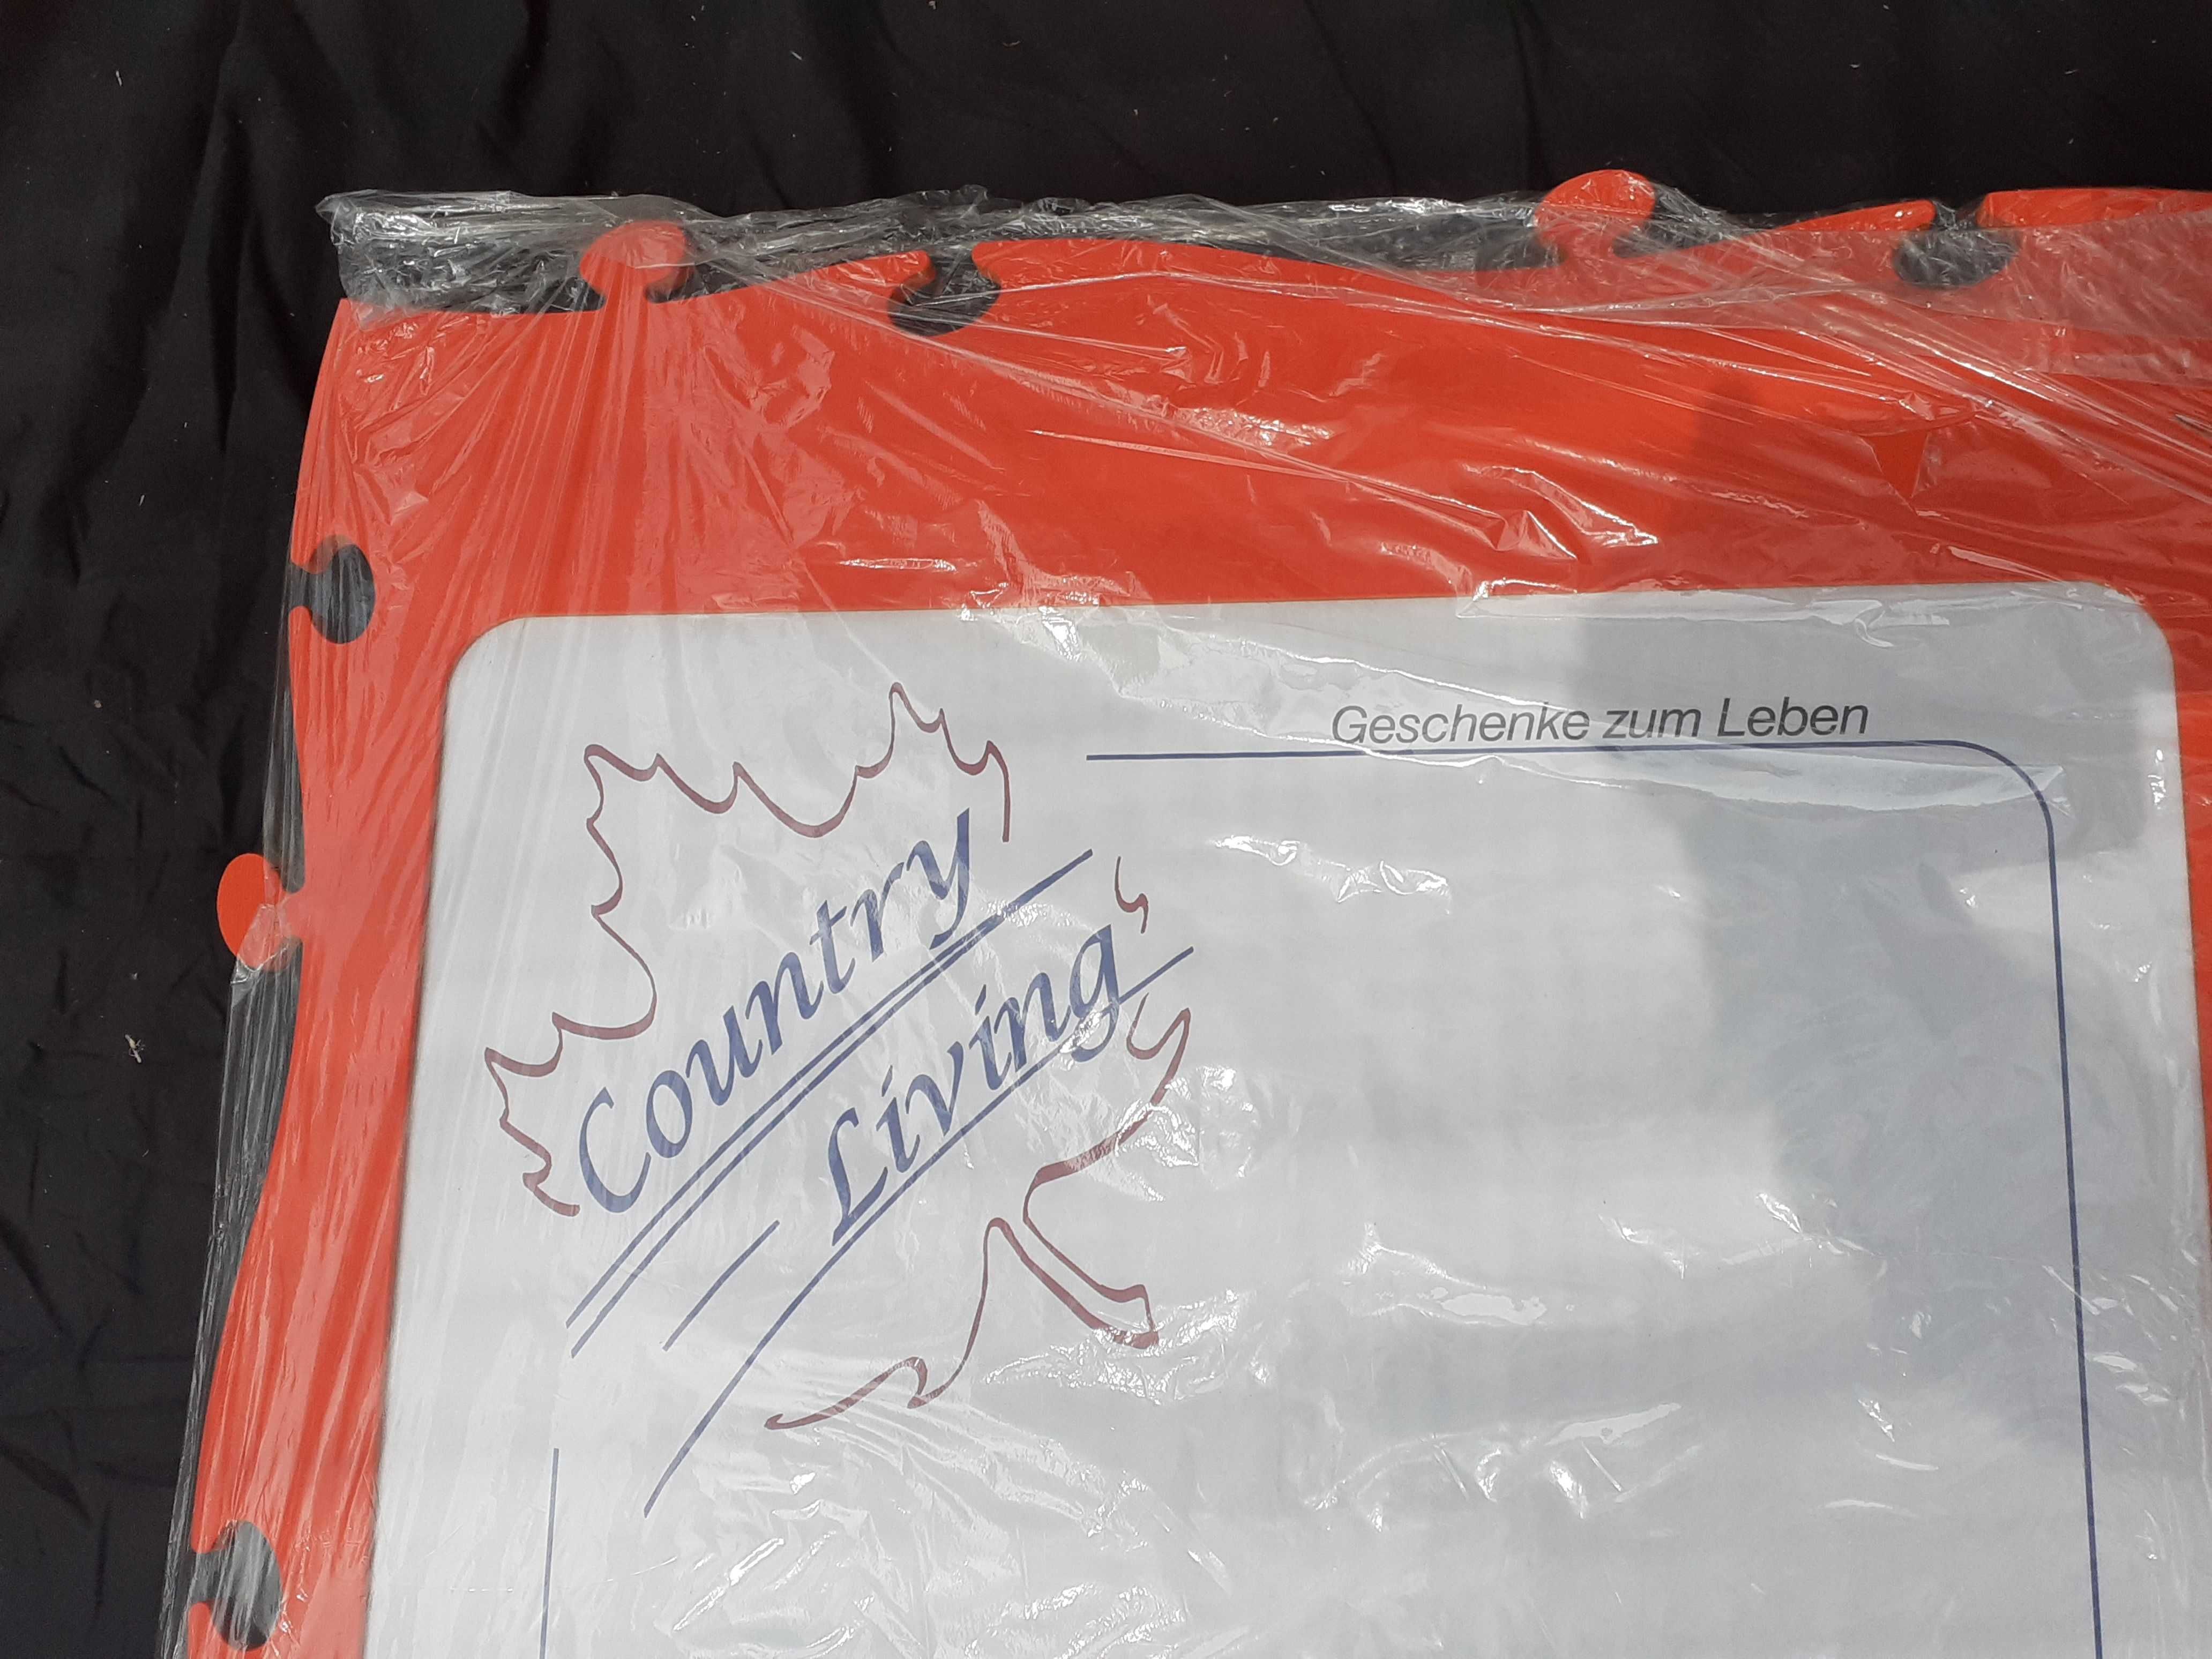 Geschenke zum Leben
Country
Living